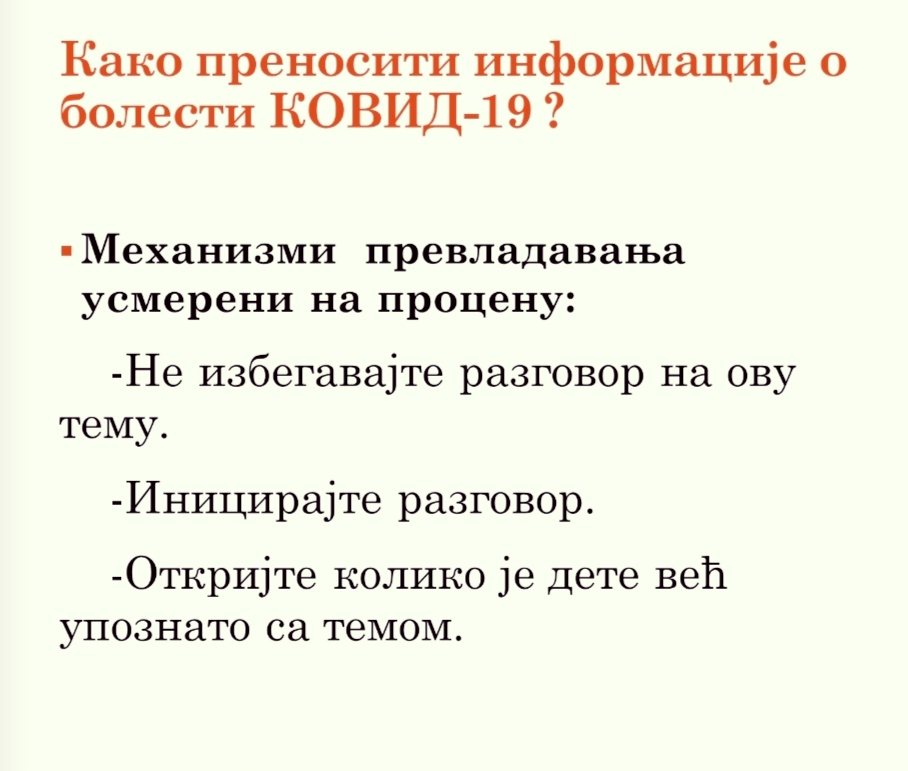 Како преносити информације о
болести КОВИД-19 ?
▪ Механизми превладавања
усмерени на процену:
-Не избегавајте разговор на ову
тему.
-Иницирајте разговор.
-Откријте колико је дете већ
упознато са темом.